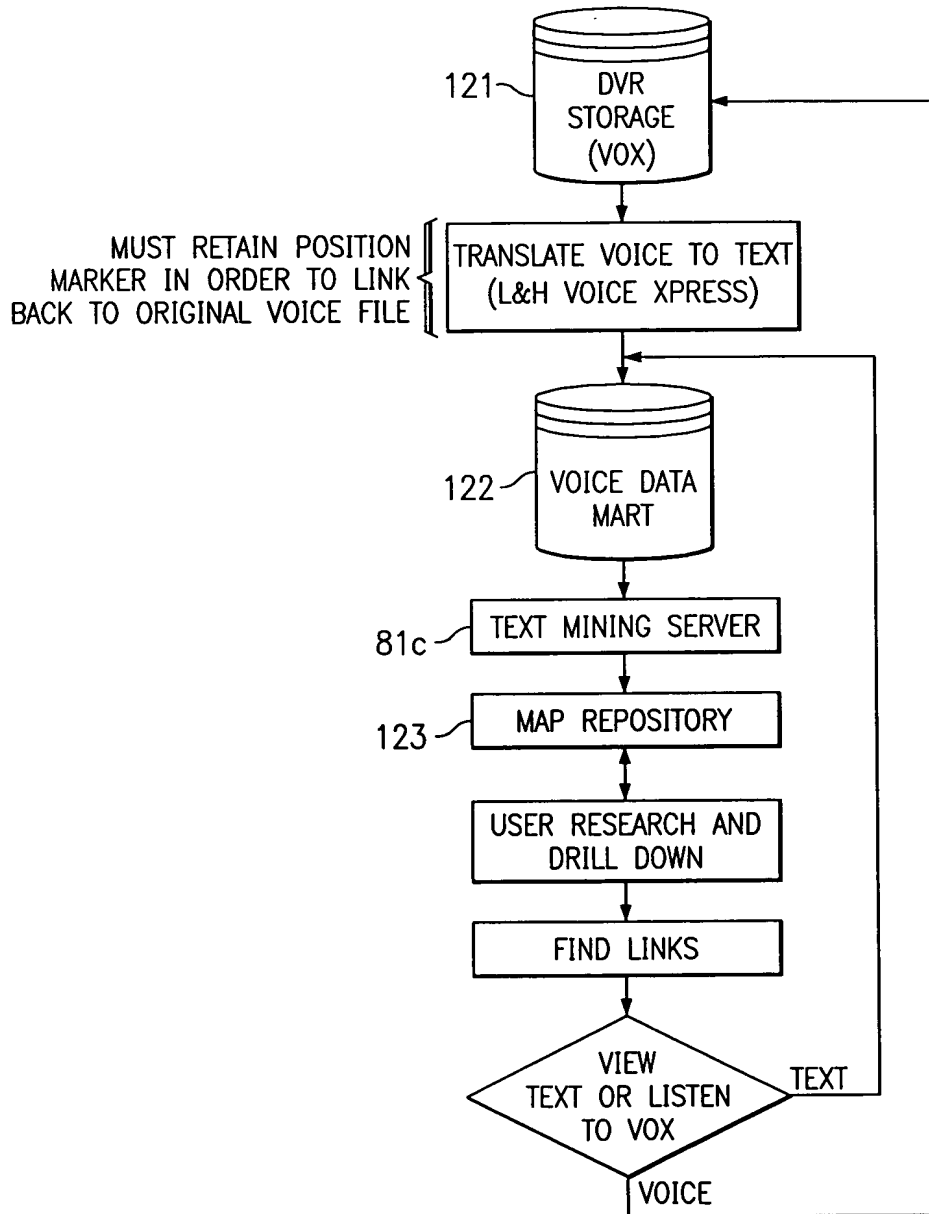 121
DVR
STORAGE
(VOX)
MUST RETAIN POSITION
MARKER IN ORDER TO LINK
BACK TO ORIGINAL VOICE FILE
TRANSLATE VOICE TO TEXT
(L&H VOICE XPRESS)
122
VOICE DATA
MART
81c
TEXT MINING SERVER
123
MAP REPOSITORY
USER RESEARCH AND
DRILL DOWN
FIND LINKS
VIEW
TEXT OR LISTEN
TO VOX
TEXT
VOICE